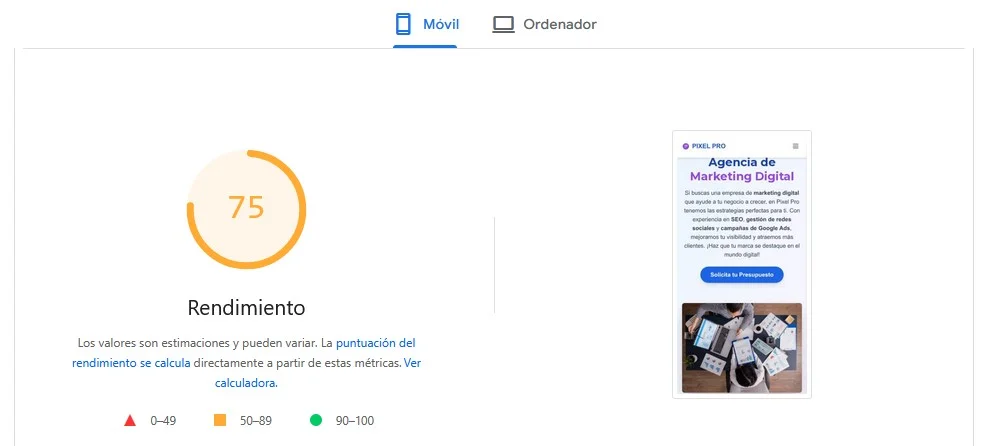 Móvil
Ordenador
75
Rendimiento
Los valores son estimaciones y pueden variar. La puntuación del
rendimiento se calcula directamente a partir de estas métricas. Ver
calculadora.
0–49
50–89
90–100
PIXEL PRO
Agencia de
Marketing Digital
Si buscas una empresa de marketing digital
que ayude a tu negocio a crecer, en Pixel Pro
tenemos las estrategias perfectas para ti. Con
experiencia en SEO, gestión de redes
sociales y campañas de Google Ads,
mejoramos tu visibilidad y atraemos más
clientes. ¡Haz que tu marca se destaque en el
mundo digital!
Solicita tu Presupuesto